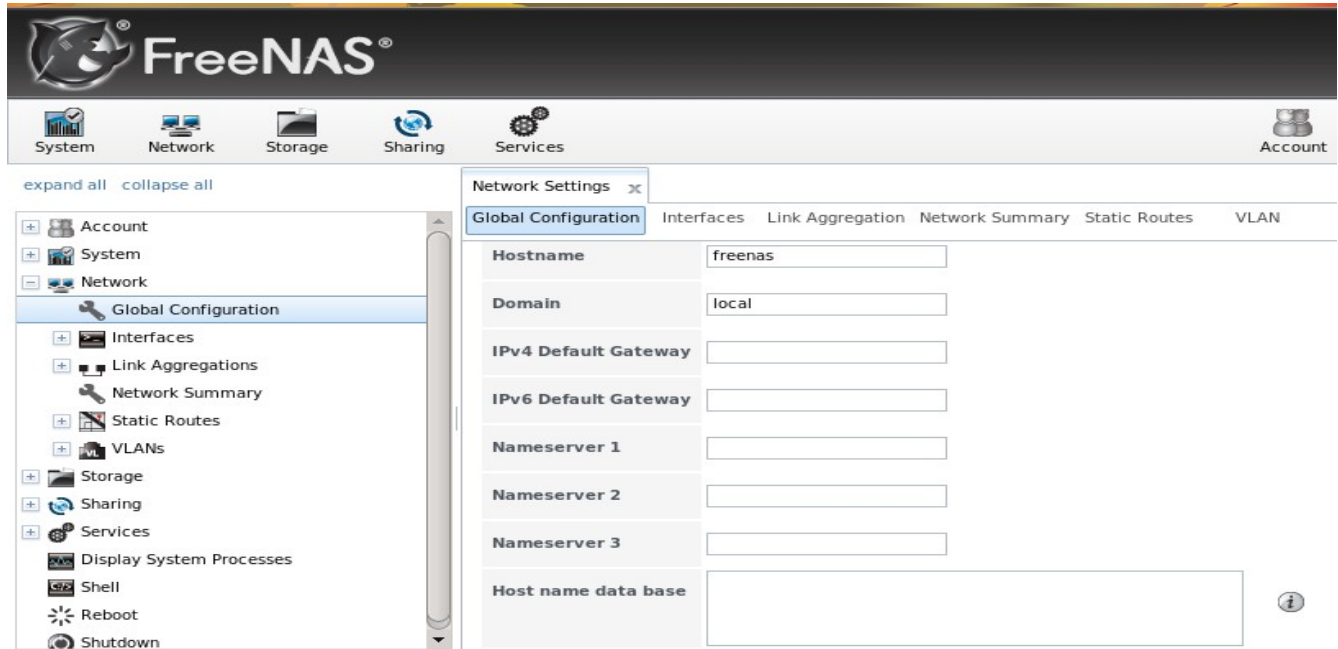 FreeNAS®
System Network Storage Sharing Services Account
expand all collapse all
Account
System
Network
Global Configuration
Interfaces
Link Aggregations
Network Summary
Static Routes
VLANs
Storage
Sharing
Services
Display System Processes
Shell
Reboot
Shutdown
Network Settings x
Global Configuration Interfaces Link Aggregation Network Summary Static Routes VLAN
Hostname freenas
Domain local
IPv4 Default Gateway
IPv6 Default Gateway
Nameserver 1
Nameserver 2
Nameserver 3
Host name data base